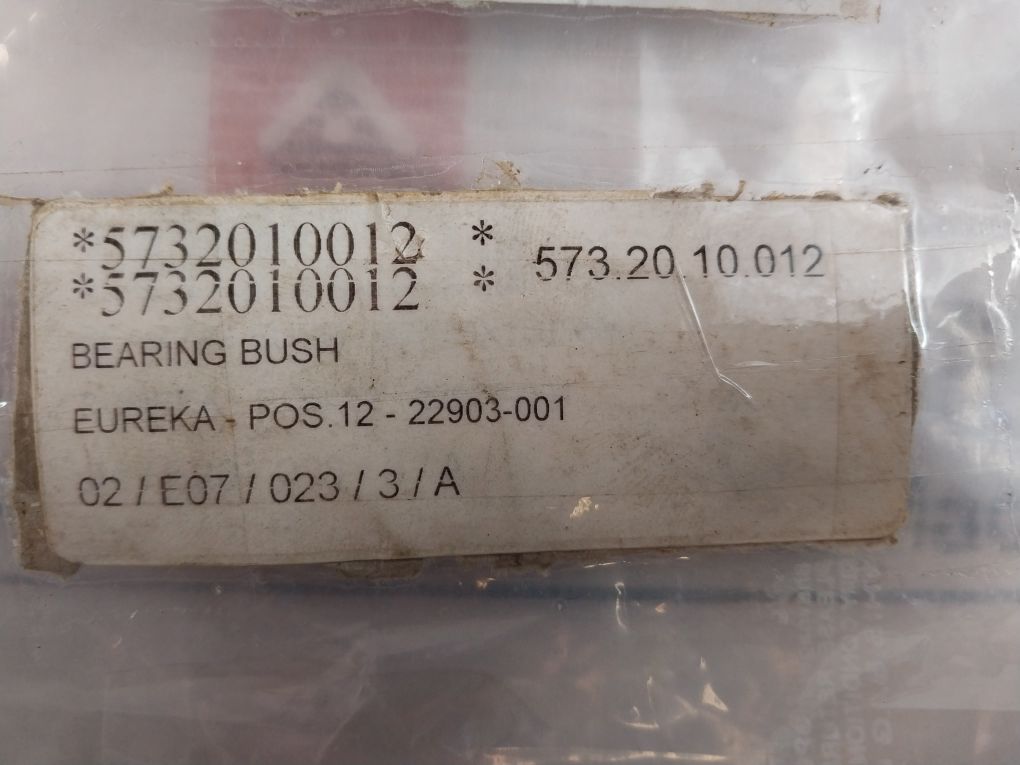 *5732010012 *
*5732010012 *
573.20.10.012
BEARING BUSH
EUREKA - POS.12 - 22903-001
02 / E07 / 023 / 3 / A